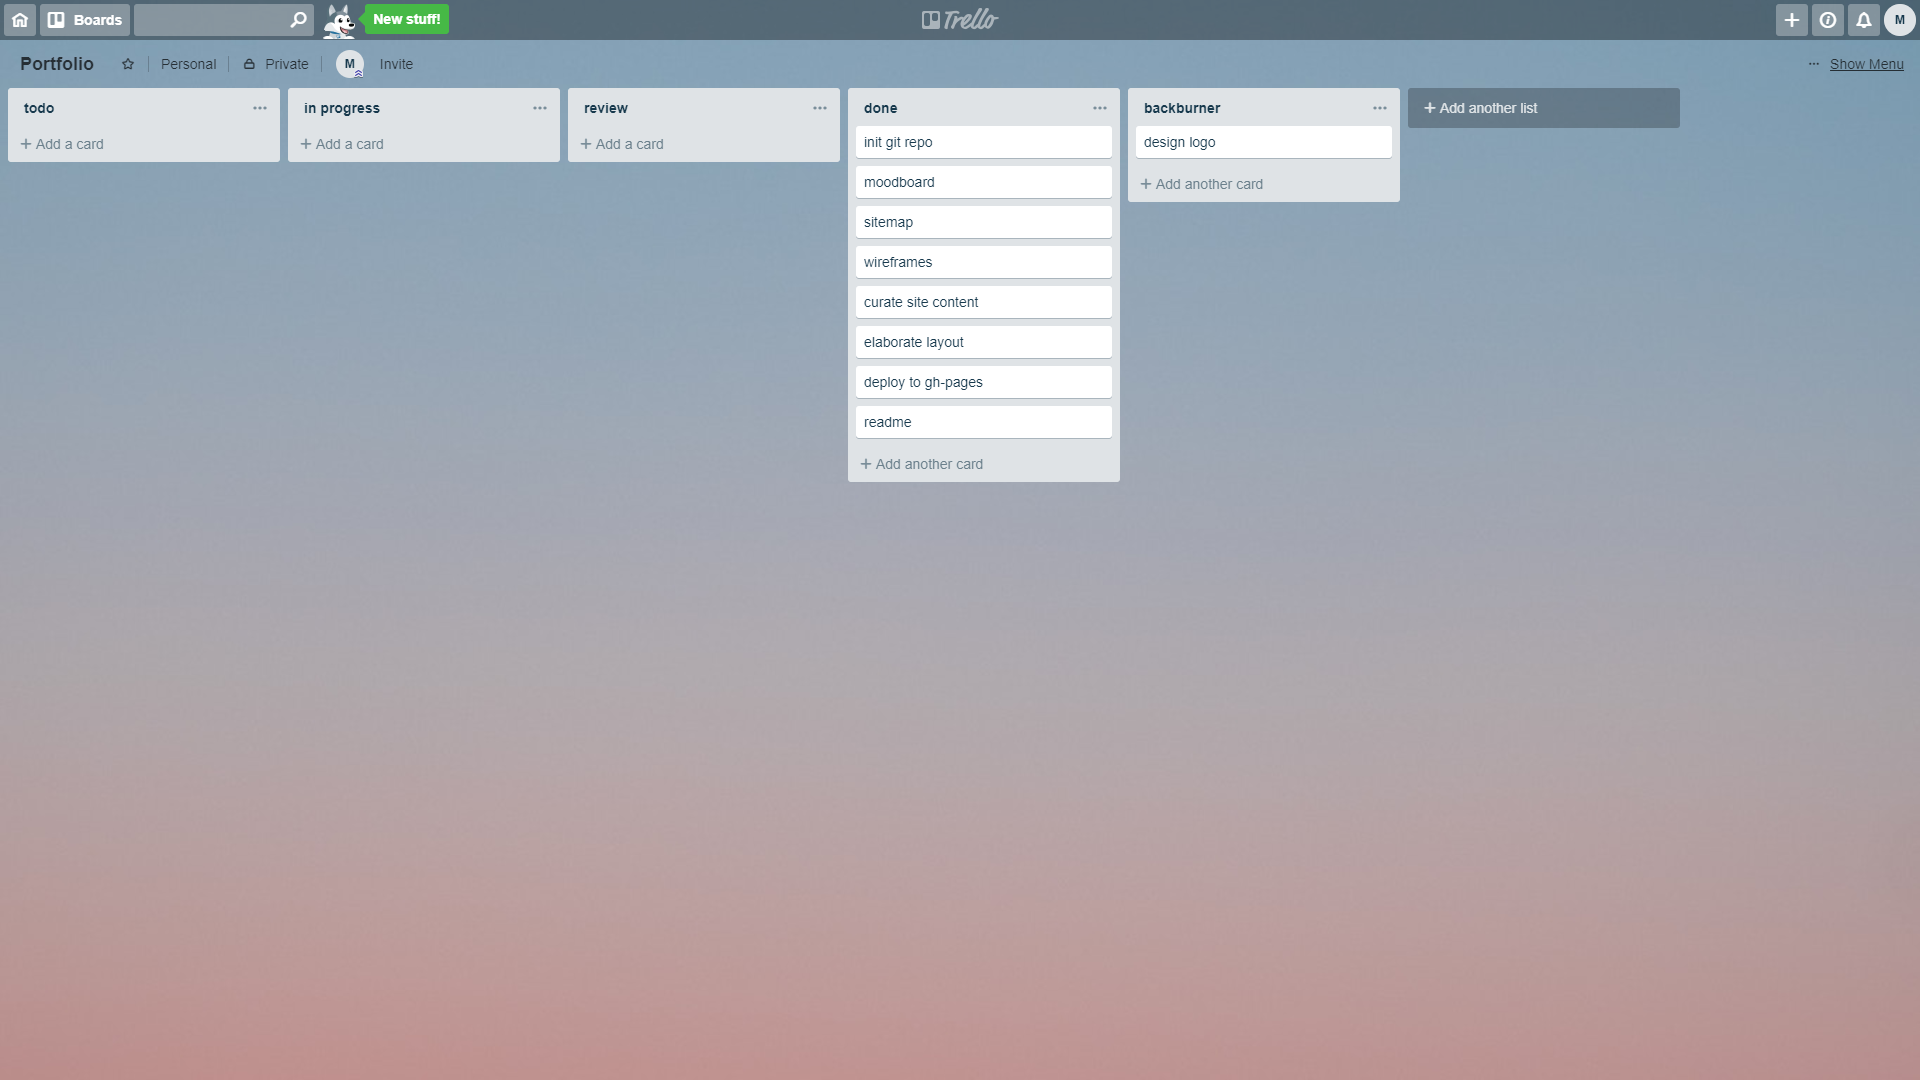 Boards
New stuff!
Trello
M
Portfolio
Personal
Private
M
Invite
Show Menu
todo
+ Add a card
in progress
+ Add a card
review
+ Add a card
done
init git repo
moodboard
sitemap
wireframes
curate site content
elaborate layout
deploy to gh-pages
readme
+ Add another card
backburner
design logo
+ Add another card
+ Add another list